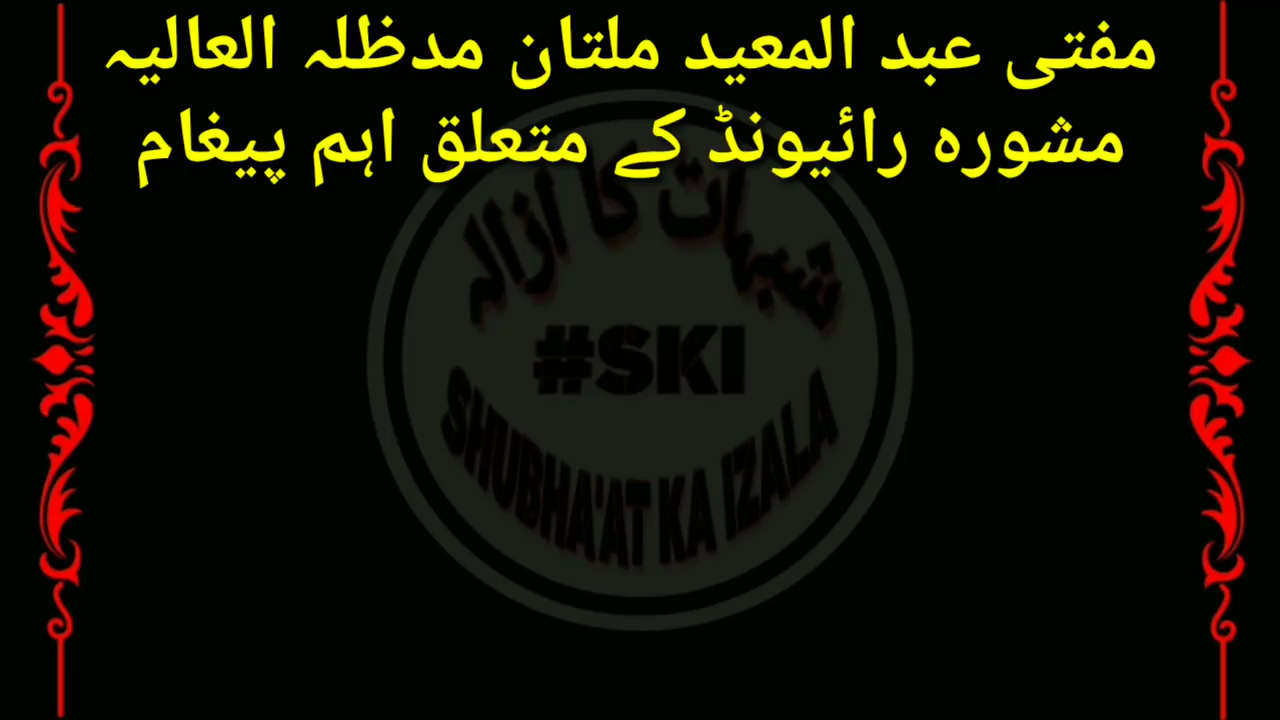 مفتی عبد المعید ملتان مدظلہ العالیہ
مشورہ رائیونڈ کے متعلق اہم پیغام
شبہات کا ازالہ
#SKI
SHUBHA'AT KA IZALA